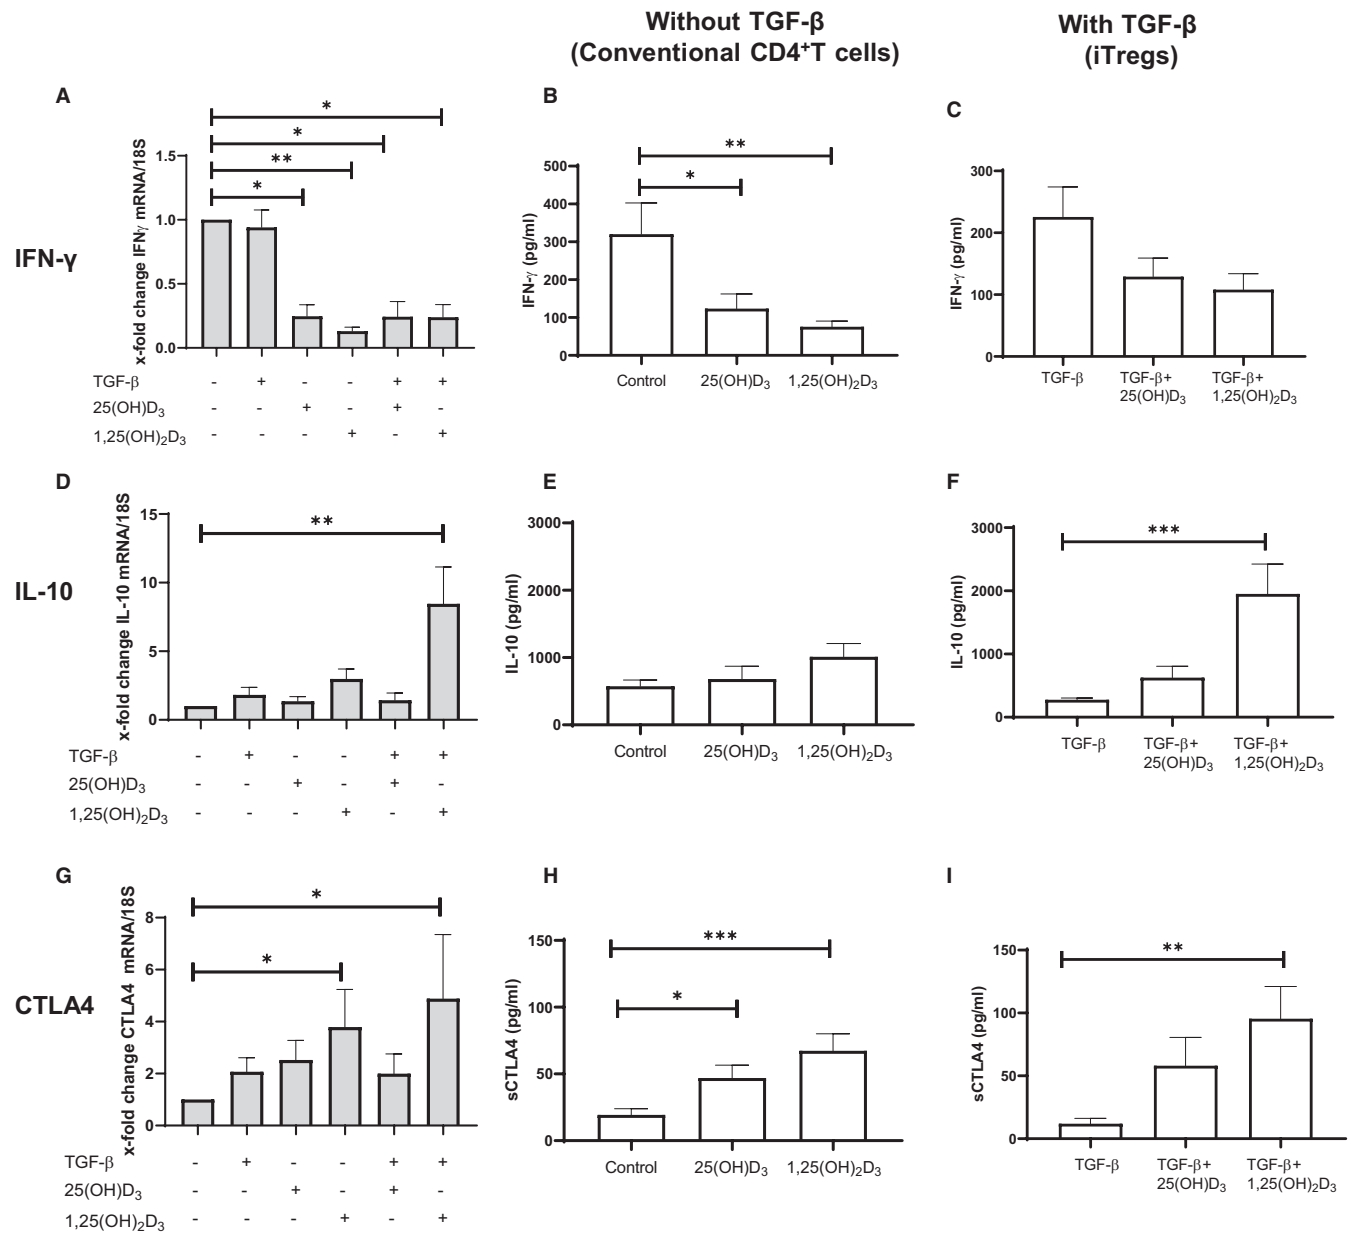 Without TGF-β
(Conventional CD4⁺T cells)
With TGF-β
(iTregs)
IFN-γ
A
x-fold change IFNγ mRNA/18S
1.5
1.0
0.5
0.0
*
*
**
*
TGF-β - + - - + +
25(OH)D₃ - - + - + -
1,25(OH)₂D₃ - - - + - +
B
IFN-γ (pg/ml)
500
400
300
200
100
0
**
*
Control 25(OH)D₃ 1,25(OH)₂D₃
C
IFN-γ (pg/ml)
300
200
100
0
TGF-β TGF-β+ TGF-β+
25(OH)D₃ 1,25(OH)₂D₃
IL-10
D
x-fold change IL-10 mRNA/18S
15
10
5
0
**
TGF-β - + - - + +
25(OH)D₃ - - + - + -
1,25(OH)₂D₃ - - - + - +
E
IL-10 (pg/ml)
3000
2000
1000
0
Control 25(OH)D₃ 1,25(OH)₂D₃
F
IL-10 (pg/ml)
3000
2000
1000
0
***
TGF-β TGF-β+ TGF-β+
25(OH)D₃ 1,25(OH)₂D₃
CTLA4
G
x-fold change CTLA4 mRNA/18S
8
6
4
2
0
*
*
TGF-β - + - - + +
25(OH)D₃ - - + - + -
1,25(OH)₂D₃ - - - + - +
H
sCTLA4 (pg/ml)
150
100
50
0
***
*
Control 25(OH)D₃ 1,25(OH)₂D₃
I
sCTLA4 (pg/ml)
150
100
50
0
**
TGF-β TGF-β+ TGF-β+
25(OH)D₃ 1,25(OH)₂D₃